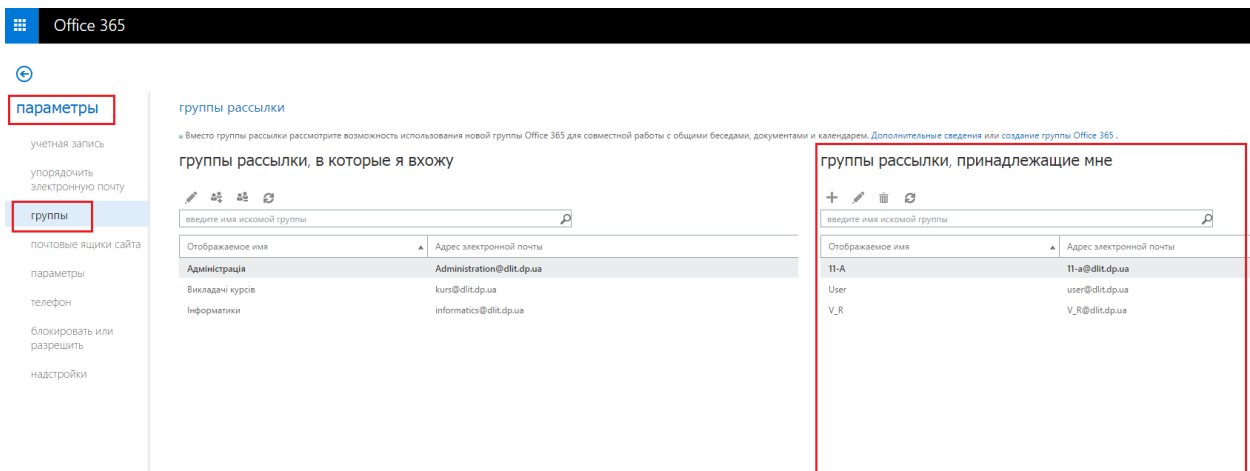 Office 365
параметры
учетная запись
упорядочить
электронную почту
группы
почтовые ящики сайта
параметры
телефон
блокировать или
разрешить
надстройки
группы рассылки
Вместо группы рассылки рассмотрите возможность использования новой группы Office 365 для совместной работы с общими беседами, документами и календарем. Дополнительные сведения или создание группы Office 365 .
группы рассылки, в которые я вхожу
введите имя искомой группы
Отображаемое имя Адрес электронной почты
Адміністрація Administration@dlit.dp.ua
Викладачі курсів kurs@dlit.dp.ua
Інформатики informatics@dlit.dp.ua
группы рассылки, принадлежащие мне
введите имя искомой группы
Отображаемое имя Адрес электронной почты
11-А 11-a@dlit.dp.ua
User user@dlit.dp.ua
V_R V_R@dlit.dp.ua